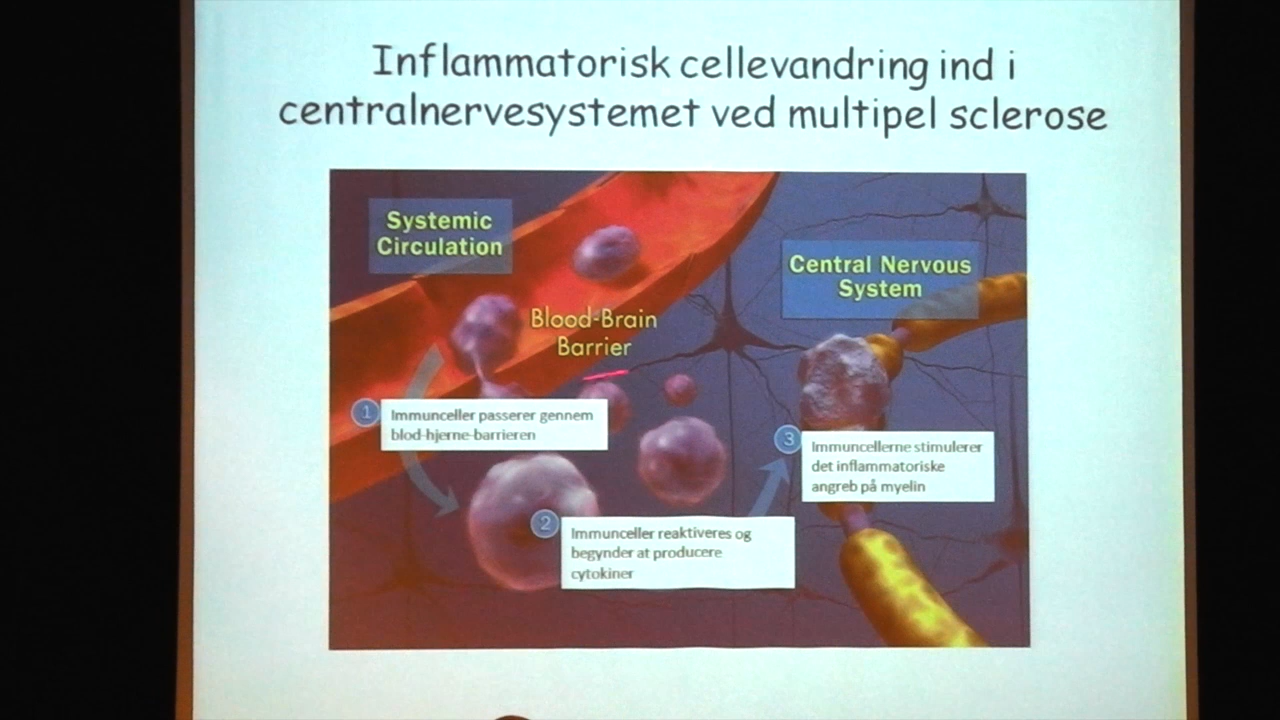 Inflammatorisk cellevandring ind i
centralnervesystemet ved multipel sclerose
Systemic
Circulation
Central Nervous
System
Blood-Brain
Barrier
1
Immunceller passerer gennem
blod-hjerne-barrieren
3
Immuncellerne stimulerer
det inflammatoriske
angreb på myelin
2
Immunceller reaktiveres og
begynder at producere
cytokiner